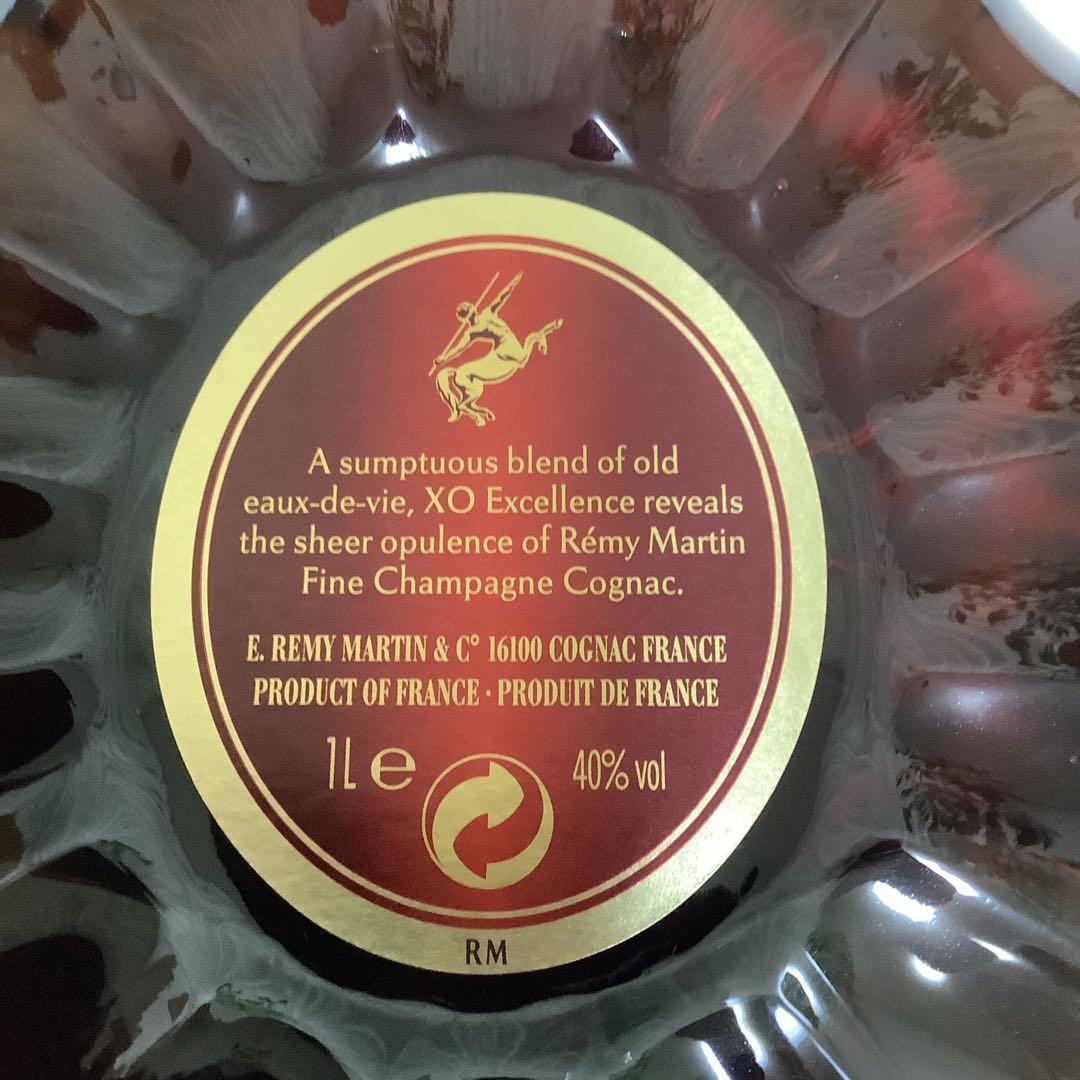 A sumptuous blend of old
eaux-de-vie, XO Excellence reveals
the sheer opulence of Rémy Martin
Fine Champagne Cognac.
E. REMY MARTIN & C° 16100 COGNAC FRANCE
PRODUCT OF FRANCE · PRODUIT DE FRANCE
1L e 40% vol
RM